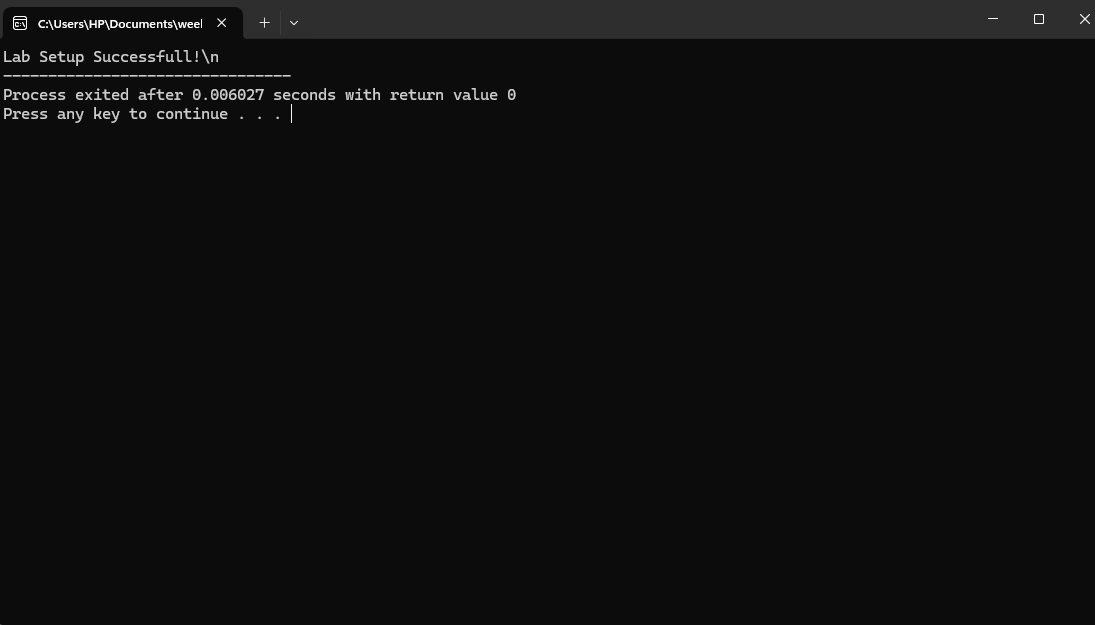 C:\Users\HP\Documents\weel
Lab Setup Successfull!\n
--------------------------------
Process exited after 0.006027 seconds with return value 0
Press any key to continue . . .